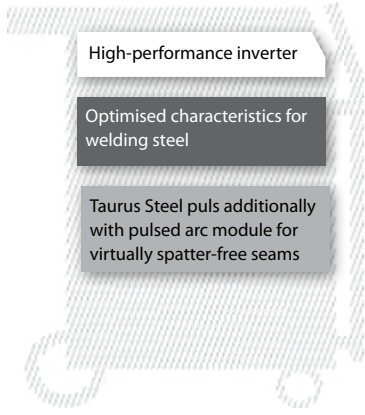 High-performance inverter
Optimised characteristics for
welding steel
Taurus Steel puls additionally
with pulsed arc module for
virtually spatter-free seams